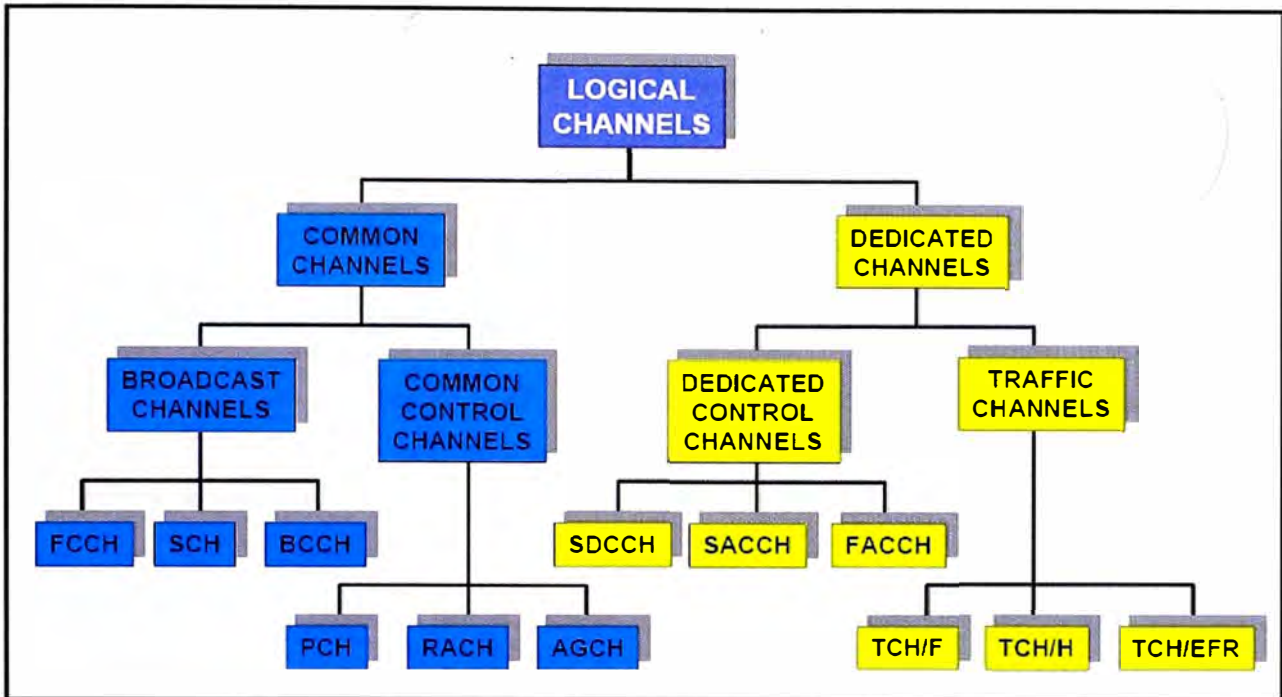 LOGICAL
CHANNELS
COMMON
CHANNELS
DEDICATED
CHANNELS
BROADCAST
CHANNELS
COMMON
CONTROL
CHANNELS
DEDICATED
CONTROL
CHANNELS
TRAFFIC
CHANNELS
FCCH
SCH
BCCH
SDCCH
SACCH
FACCH
PCH
RACH
AGCH
TCH/F
TCH/H
TCH/EFR